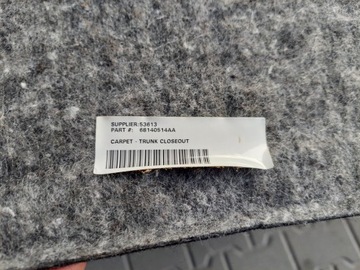 SUPPLIER:53613
PART #: 68140514AA
CARPET - TRUNK CLOSEOUT